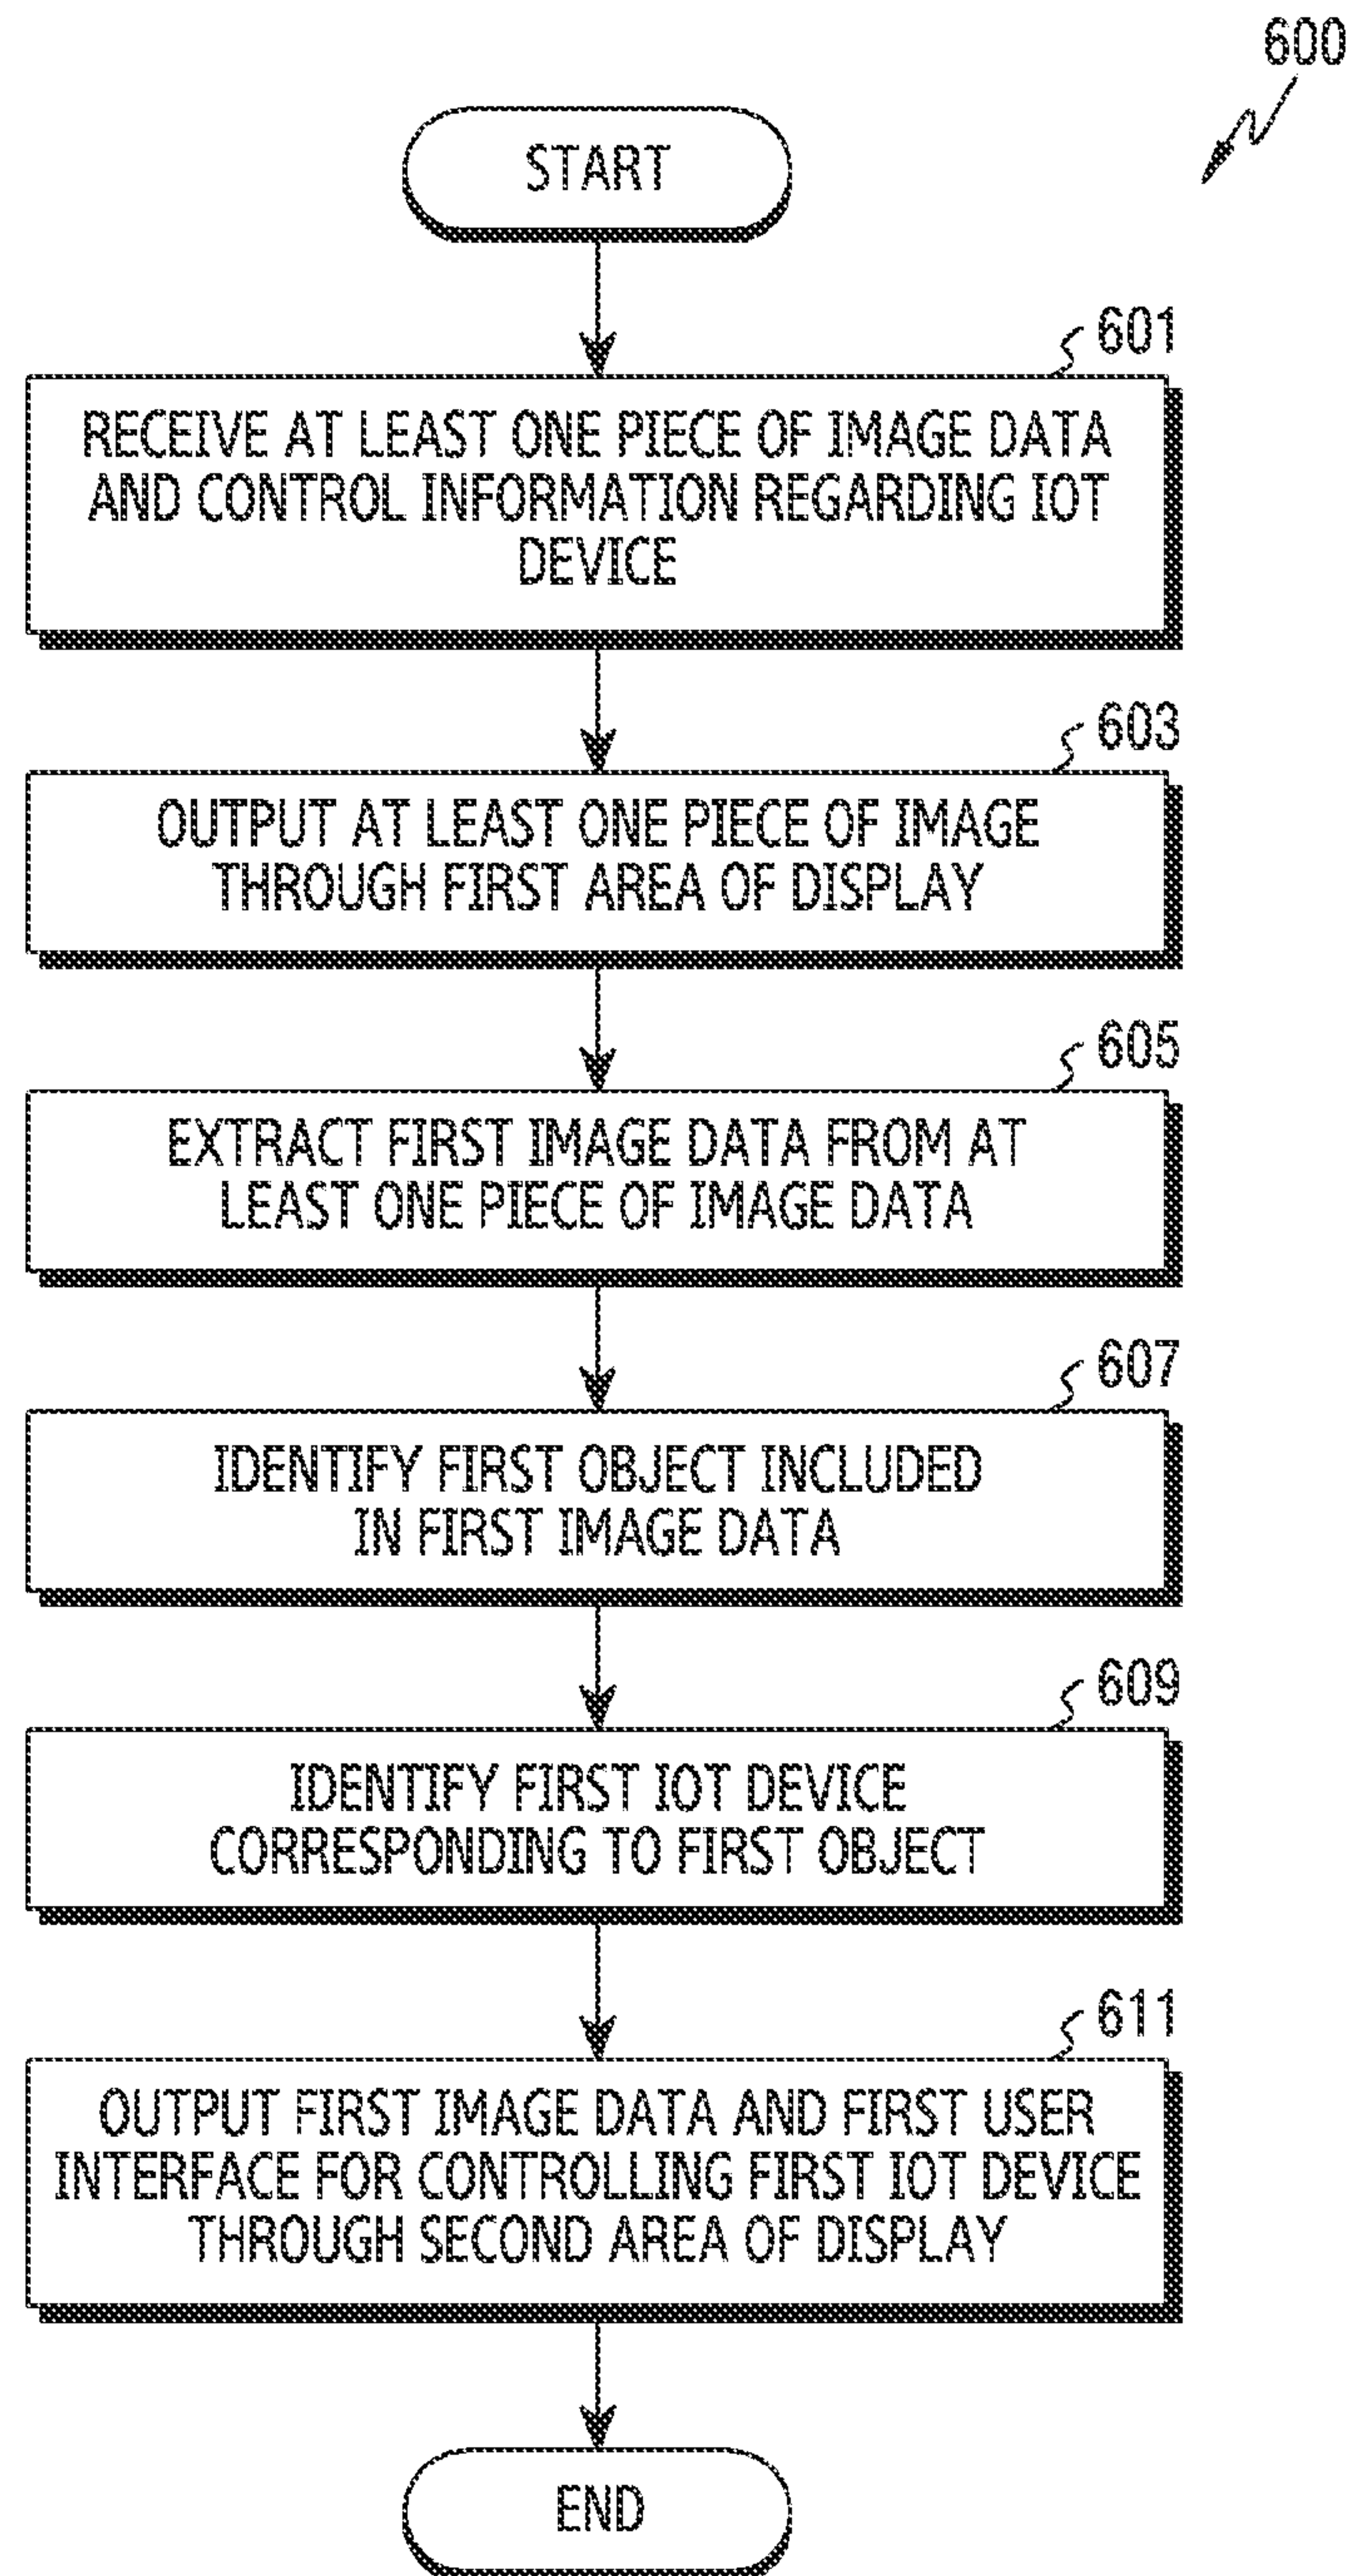 600
START
601
RECEIVE AT LEAST ONE PIECE OF IMAGE DATA
AND CONTROL INFORMATION REGARDING IOT
DEVICE
603
OUTPUT AT LEAST ONE PIECE OF IMAGE
THROUGH FIRST AREA OF DISPLAY
605
EXTRACT FIRST IMAGE DATA FROM AT
LEAST ONE PIECE OF IMAGE DATA
607
IDENTIFY FIRST OBJECT INCLUDED
IN FIRST IMAGE DATA
609
IDENTIFY FIRST IOT DEVICE
CORRESPONDING TO FIRST OBJECT
611
OUTPUT FIRST IMAGE DATA AND FIRST USER
INTERFACE FOR CONTROLLING FIRST IOT DEVICE
THROUGH SECOND AREA OF DISPLAY
END